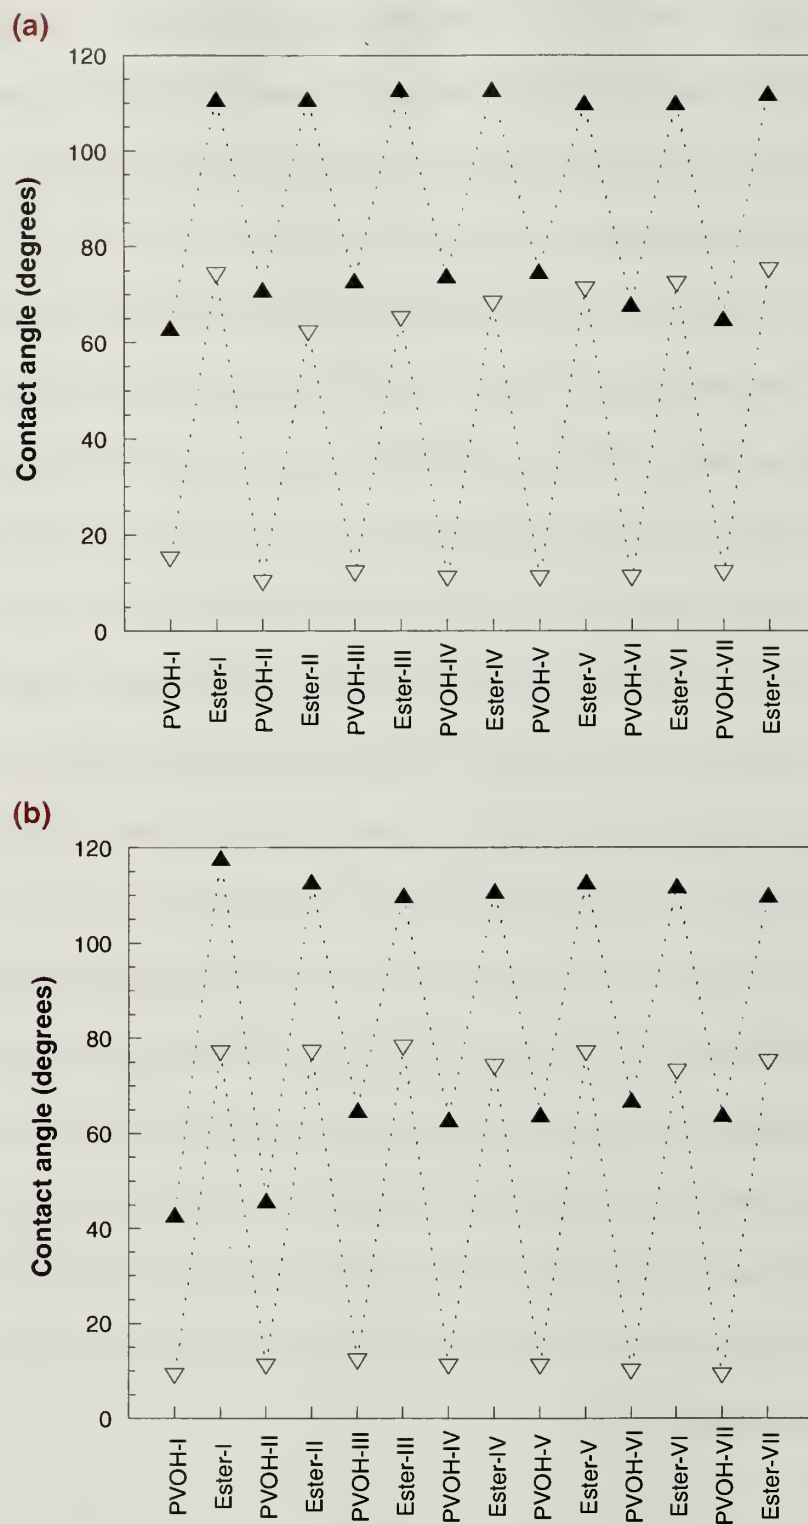 (a)
120
100
80
60
40
20
0
Contact angle (degrees)
PVOH-I
Ester-I
PVOH-II
Ester-II
PVOH-III
Ester-III
PVOH-IV
Ester-IV
PVOH-V
Ester-V
PVOH-VI
Ester-VI
PVOH-VII
Ester-VII
(b)
120
100
80
60
40
20
0
Contact angle (degrees)
PVOH-I
Ester-I
PVOH-II
Ester-II
PVOH-III
Ester-III
PVOH-IV
Ester-IV
PVOH-V
Ester-V
PVOH-VI
Ester-VI
PVOH-VII
Ester-VII